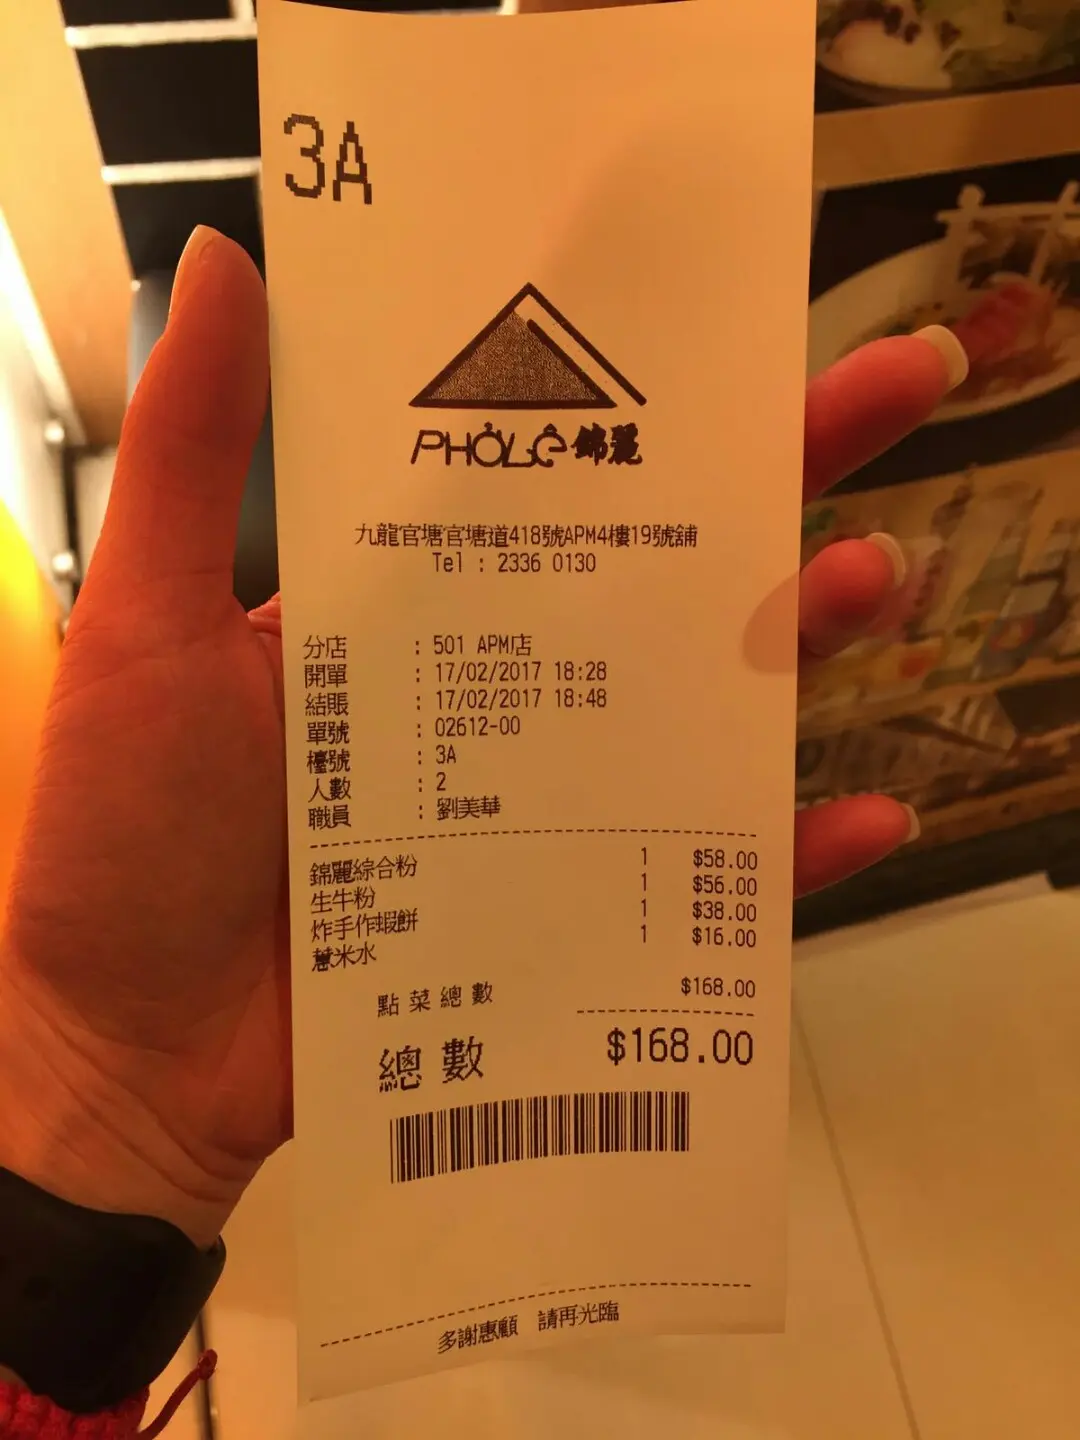 3A
PHỞLÊ 錦麗
九龍官塘官塘道418號APM4樓19號舖
Tel : 2336 0130
分店 : 501 APM店
開單 : 17/02/2017 18:28
結賬 : 17/02/2017 18:48
單號 : 02612-00
檯號 : 3A
人數 : 2
職員 : 劉美華
錦麗綜合粉 1 $58.00
生牛粉 1 $56.00
炸手作蝦餅 1 $38.00
薏米水 1 $16.00
點菜總數 $168.00
總數 $168.00
多謝惠顧 請再光臨